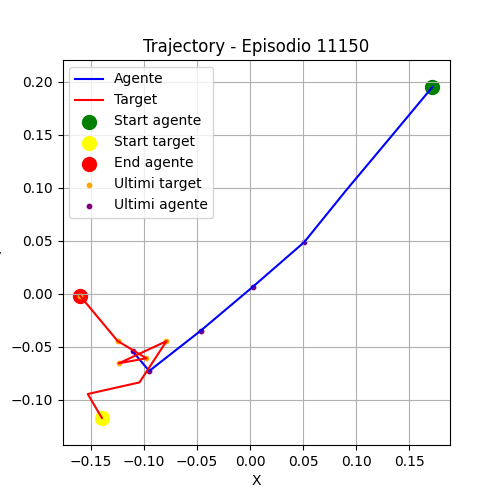 Trajectory - Episodio 11150
Agente
Target
Start agente
Start target
End agente
Ultimi target
Ultimi agente
0.20
0.15
0.10
0.05
0.00
−0.05
−0.10
−0.15 −0.10 −0.05 0.00 0.05 0.10 0.15
X